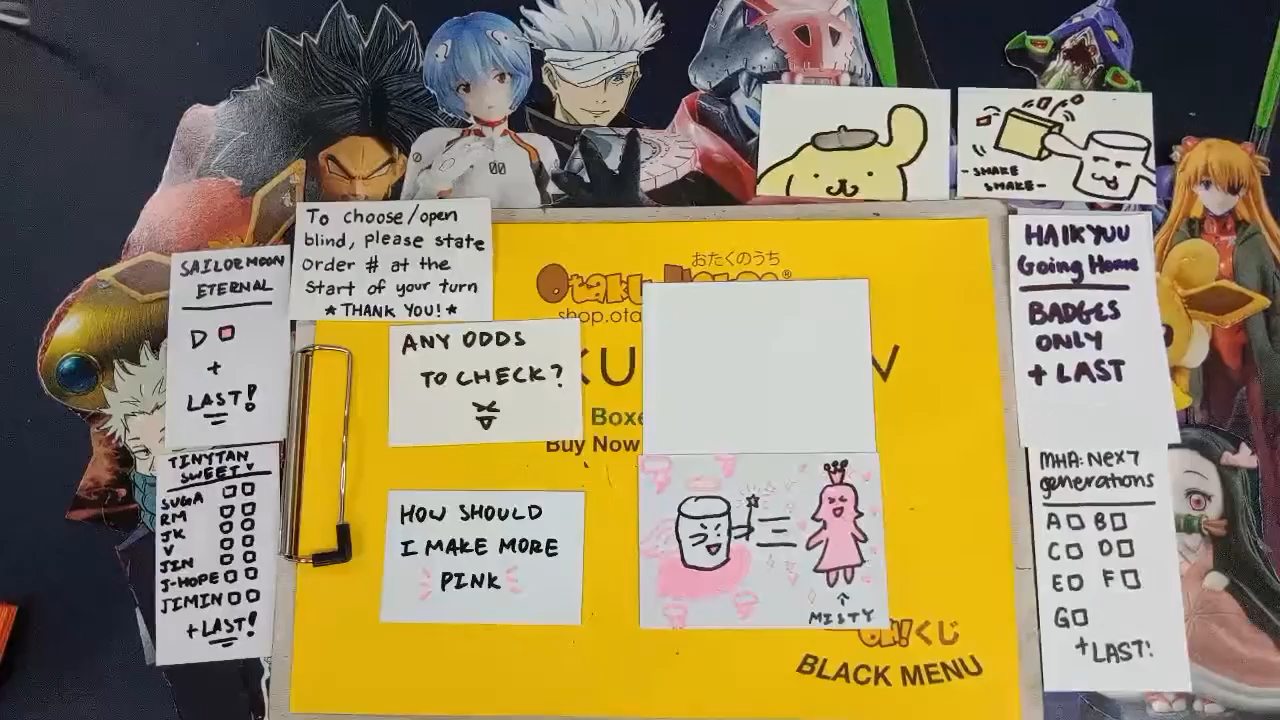 To choose/open
blind, please state
Order # at the
start of your turn
★ THANK YOU! ★
SAILORMOON
ETERNAL
D
+
LAST!
TINYTAN
SWEET
SUGA
RM
JK
V
JIN
J-HOPE
JIMIN
+LAST!
ANY ODDS
TO CHECK?
HOW SHOULD
I MAKE MORE
PINK
おたくのうち
Otaku
shop.ota
KU
V
Boxe
Buy Now
MISTY
くじ
BLACK MENU
00
-SHAKE
SHAKE-
HAIKYUU
Going Home
BADGES
ONLY
+ LAST
MHA: Next
generations
A B
C D
E F
G
+LAST!